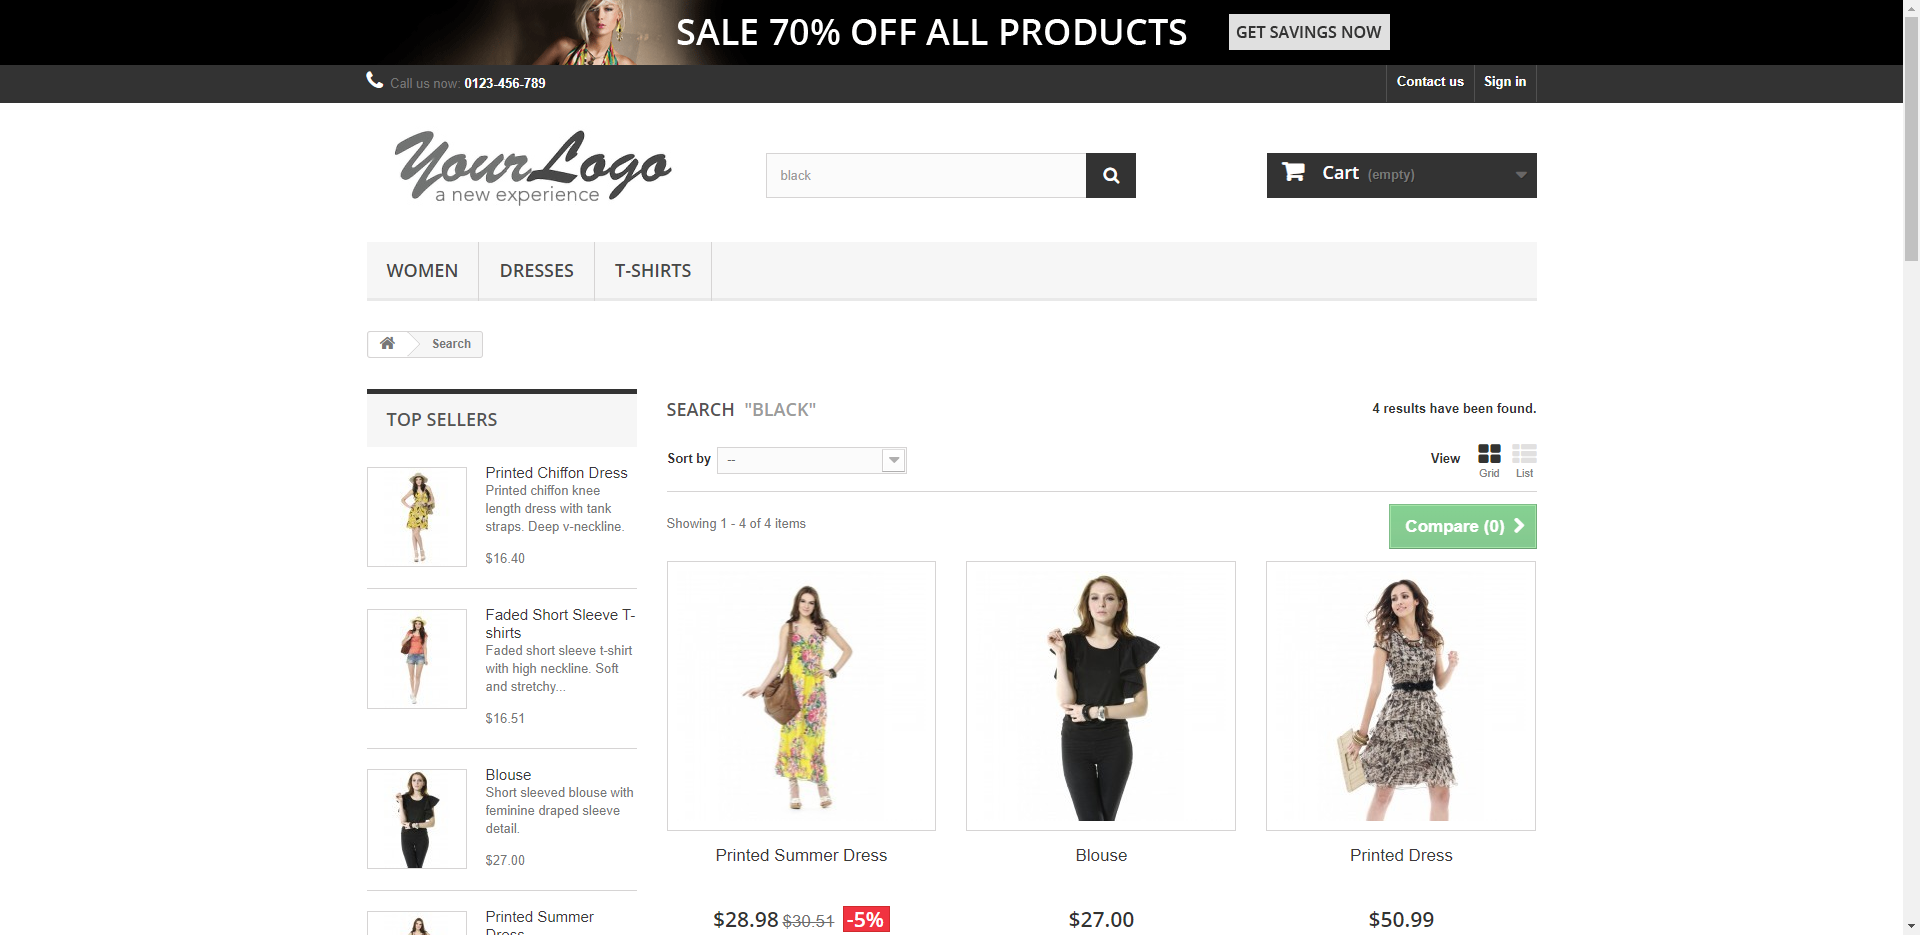 SALE 70% OFF ALL PRODUCTS
GET SAVINGS NOW
Call us now: 0123-456-789
Contact us
Sign in
YourLogo
a new experience
black
Cart (empty)
WOMEN
DRESSES
T-SHIRTS
Search
TOP SELLERS
Printed Chiffon Dress
Printed chiffon knee
length dress with tank
straps. Deep v-neckline.
$16.40
Faded Short Sleeve T-
shirts
Faded short sleeve t-shirt
with high neckline. Soft
and stretchy...
$16.51
Blouse
Short sleeved blouse with
feminine draped sleeve
detail.
$27.00
Printed Summer
Dress
SEARCH "BLACK"
4 results have been found.
Sort by
--
View
Grid
List
Showing 1 - 4 of 4 items
Compare (0)
Printed Summer Dress
$28.98 $30.51 -5%
Blouse
$27.00
Printed Dress
$50.99